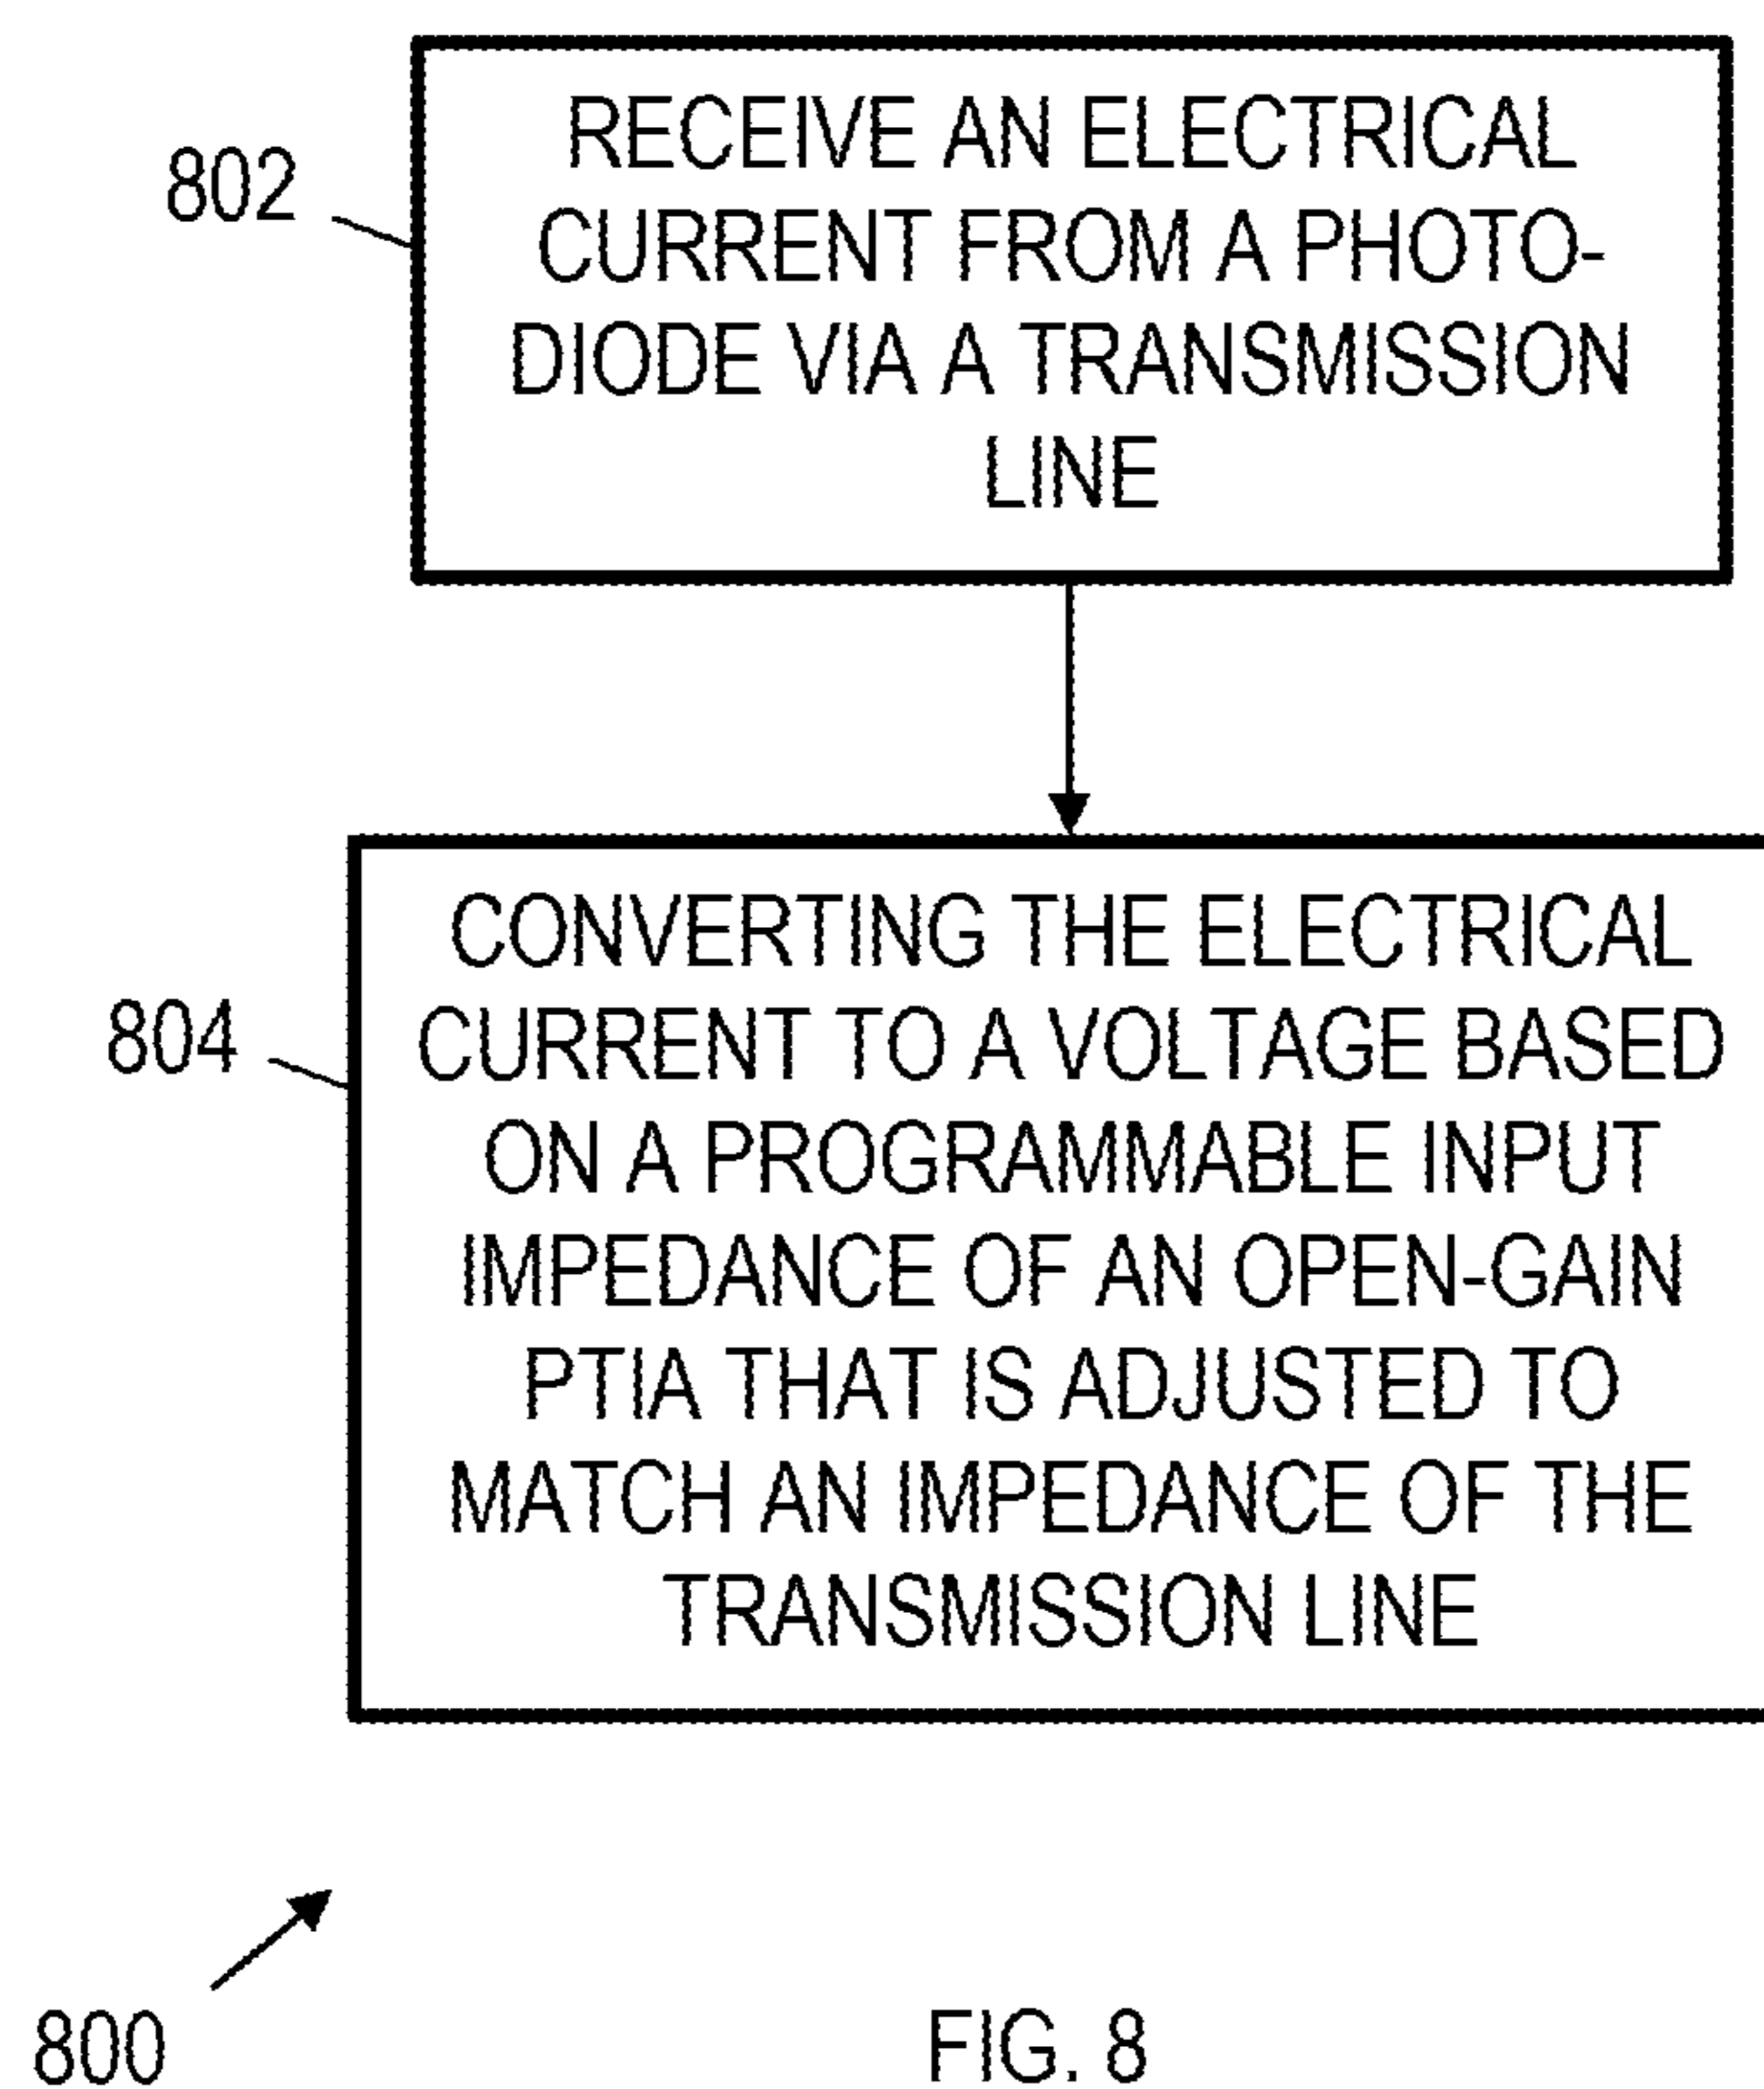 802
RECEIVE AN ELECTRICAL
CURRENT FROM A PHOTO-
DIODE VIA A TRANSMISSION
LINE
804
CONVERTING THE ELECTRICAL
CURRENT TO A VOLTAGE BASED
ON A PROGRAMMABLE INPUT
IMPEDANCE OF AN OPEN-GAIN
PTIA THAT IS ADJUSTED TO
MATCH AN IMPEDANCE OF THE
TRANSMISSION LINE
800
FIG. 8